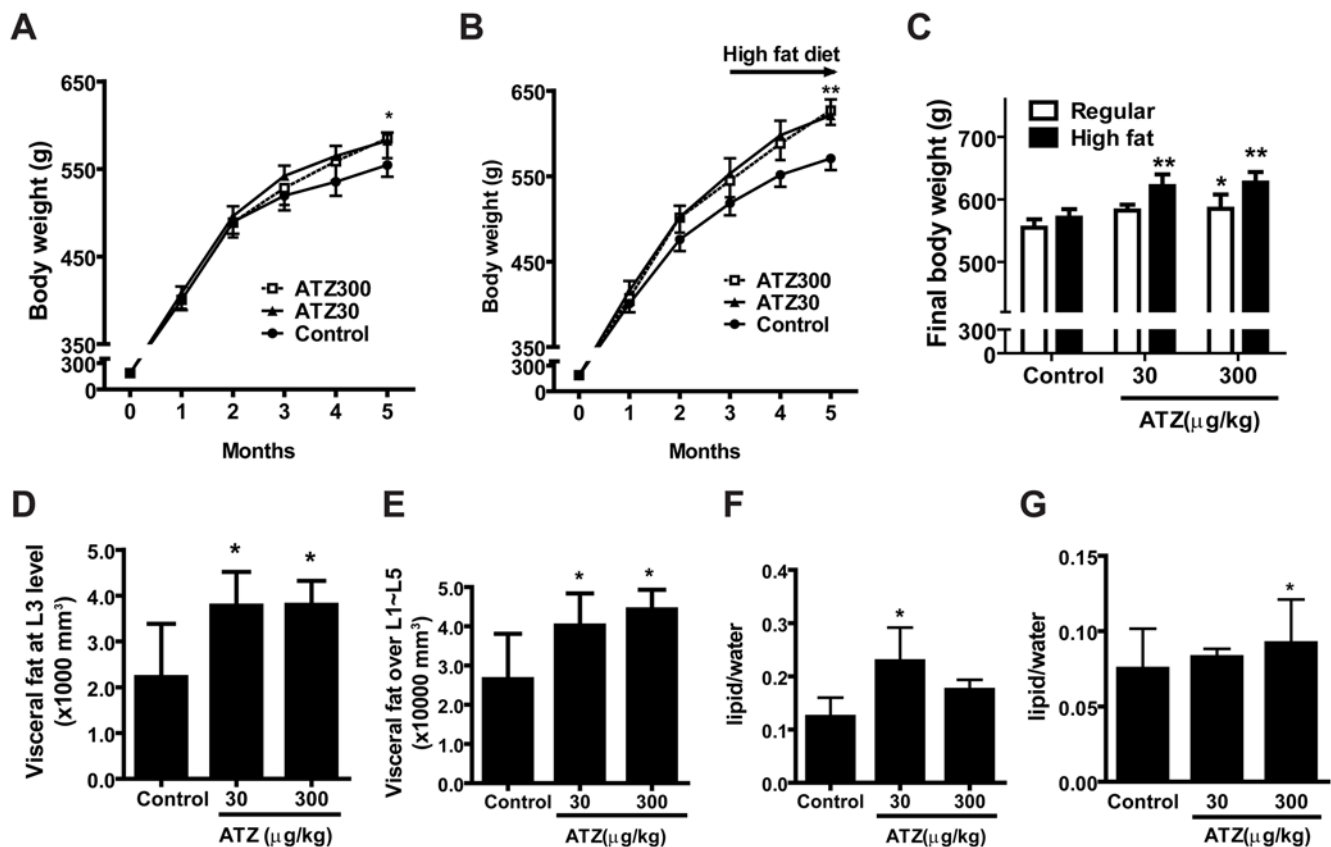 A
Body weight (g)
650
550
450
350
300
0
*
ATZ300
ATZ30
Control
0 1 2 3 4 5
Months
B
High fat diet
Body weight (g)
650
550
450
350
300
0
**
ATZ300
ATZ30
Control
0 1 2 3 4 5
Months
C
Final body weight (g)
700
600
500
300
0
Regular
High fat
** * **
Control 30 300
ATZ(μg/kg)
D
Visceral fat at L3 level
(x1000 mm³)
5.0
4.0
3.0
2.0
1.0
0.0
* *
Control 30 300
ATZ (μg/kg)
E
Visceral fat over L1~L5
(x10000 mm³)
5.0
4.0
3.0
2.0
1.0
0.0
* *
Control 30 300
ATZ(μg/kg)
F
lipid/water
0.4
0.3
0.2
0.1
0.0
*
Control 30 300
ATZ(μg/kg)
G
lipid/water
0.15
0.10
0.05
0.00
*
Control 30 300
ATZ(μg/kg)